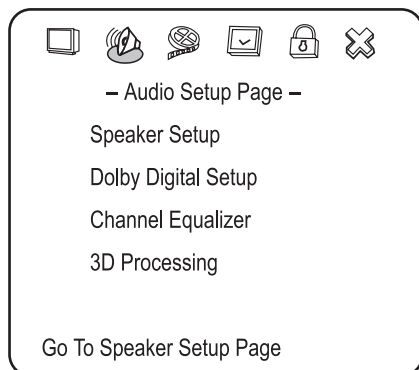 – Audio Setup Page –
Speaker Setup
Dolby Digital Setup
Channel Equalizer
3D Processing
Go To Speaker Setup Page